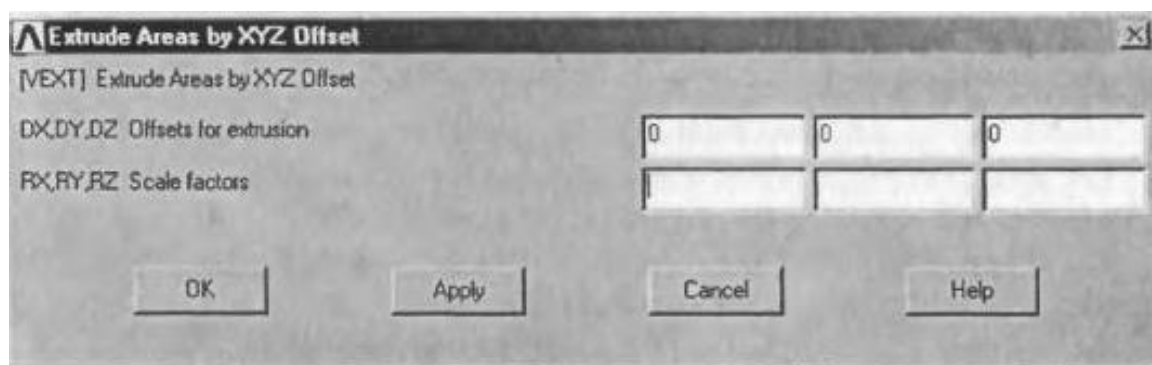 Extrude Areas by XYZ Offset
[VEXT] Extrude Areas by XYZ Offset
DX,DY,DZ Offsets for extrusion 0 0 0
RX,RY,RZ Scale factors
OK Apply Cancel Help